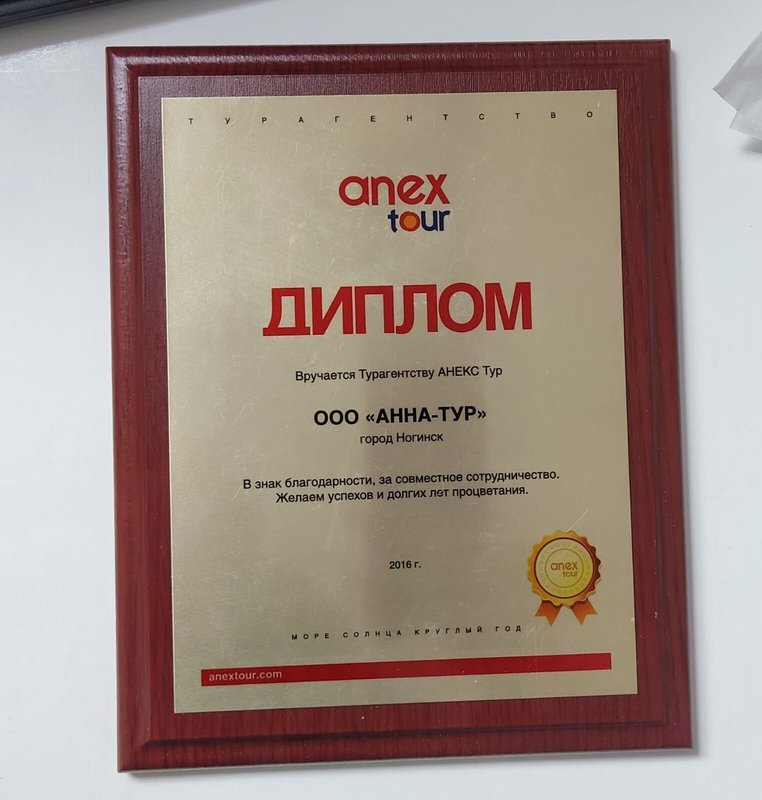 ТУРАГЕНТСТВО
anex
tour
ДИПЛОМ
Вручается Турагентству АНЕКС Тур
ООО «АННА-ТУР»
город Ногинск
В знак благодарности, за совместное сотрудничество.
Желаем успехов и долгих лет процветания.
2016 г.
anex
tour
МОРЕ СОЛНЦА КРУГЛЫЙ ГОД
anextour.com